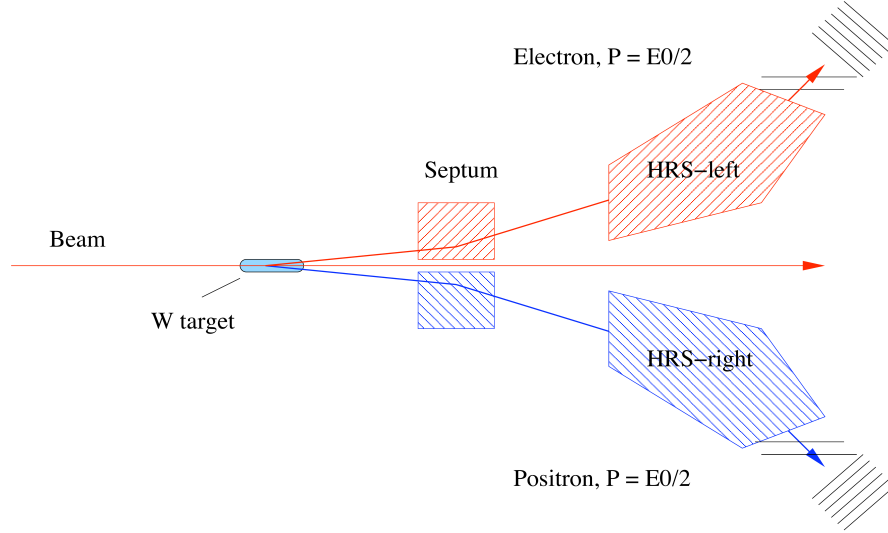 Electron, P = E0/2
HRS−left
Septum
Beam
W target
HRS−right
Positron, P = E0/2